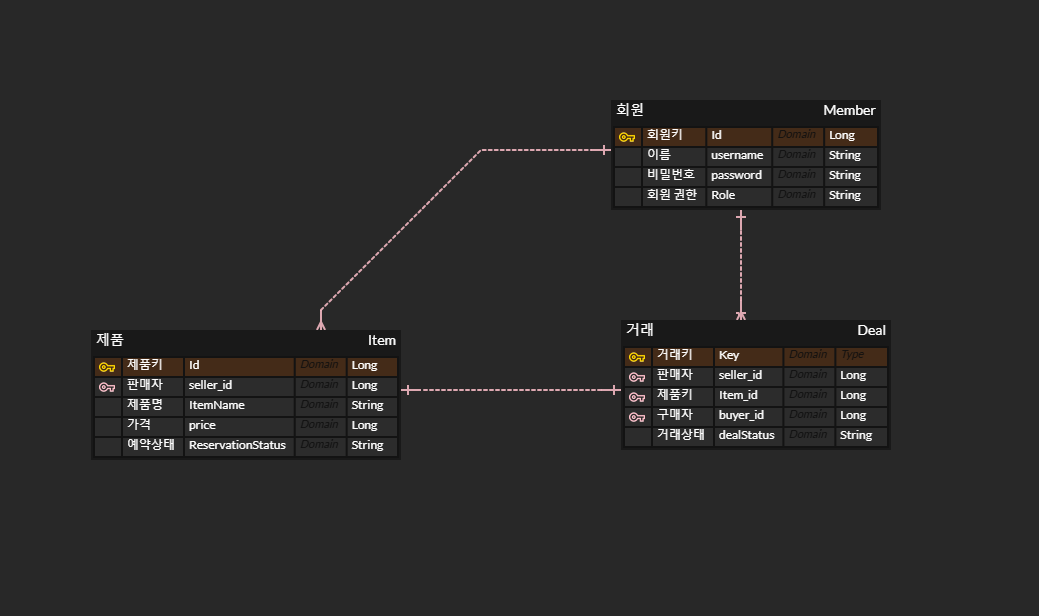 회원 Member
회원키 Id Domain Long
이름 username Domain String
비밀번호 password Domain String
회원 권한 Role Domain String
제품 Item
제품키 Id Domain Long
판매자 seller_id Domain Long
제품명 ItemName Domain String
가격 price Domain Long
예약상태 ReservationStatus Domain String
거래 Deal
거래키 Key Domain Type
판매자 seller_id Domain Long
제품키 Item_id Domain Long
구매자 buyer_id Domain Long
거래상태 dealStatus Domain String